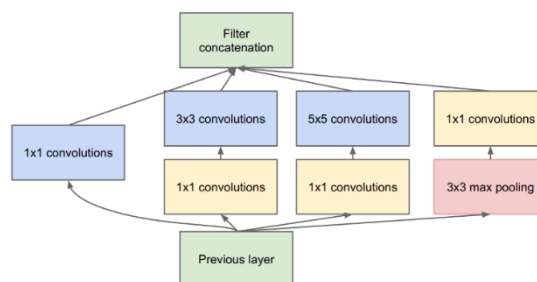 Filter
concatenation
3x3 convolutions
5x5 convolutions
1x1 convolutions
1x1 convolutions
1x1 convolutions
1x1 convolutions
3x3 max pooling
Previous layer